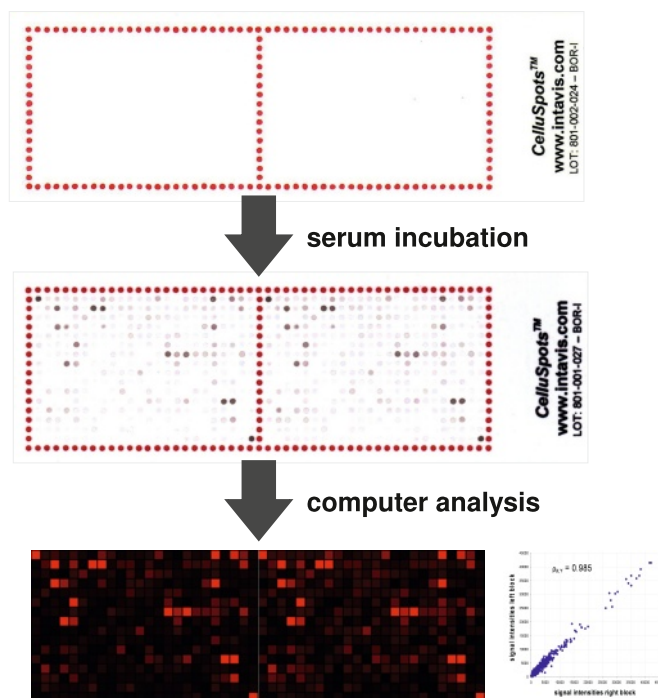 CelluSpots™
www.intavis.com
LOT: 801-002-024 – BOR-I
serum incubation
CelluSpots™
www.intavis.com
LOT: 801-001-027 – BOR-I
computer analysis
ρX,Y = 0.985
signal intensities left block
signal intensities right block